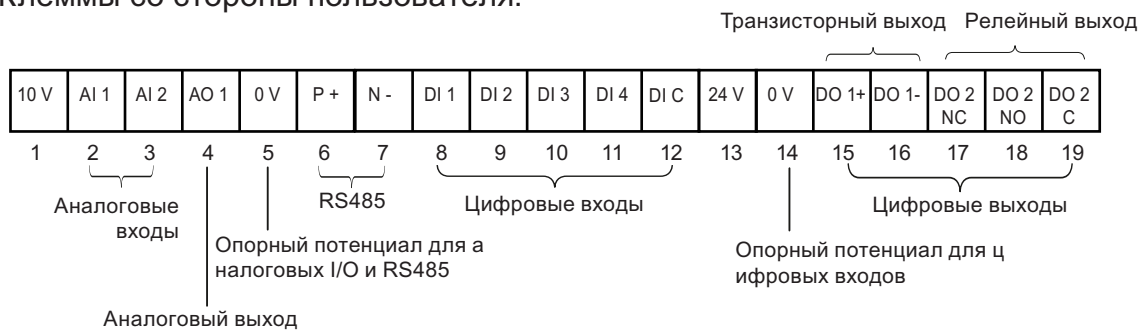 Клеммы со стороны пользователя:
Транзисторный выход Релейный выход
10 V AI 1 AI 2 AO 1 0 V P + N - DI 1 DI 2 DI 3 DI 4 DI C 24 V 0 V DO 1+ DO 1- DO 2 NC DO 2 NO DO 2 C
1 2 3 4 5 6 7 8 9 10 11 12 13 14 15 16 17 18 19
Аналоговые
входы
RS485
Цифровые входы
Цифровые выходы
Опорный потенциал для а
налоговых I/O и RS485
Опорный потенциал для ц
ифровых входов
Аналоговый выход